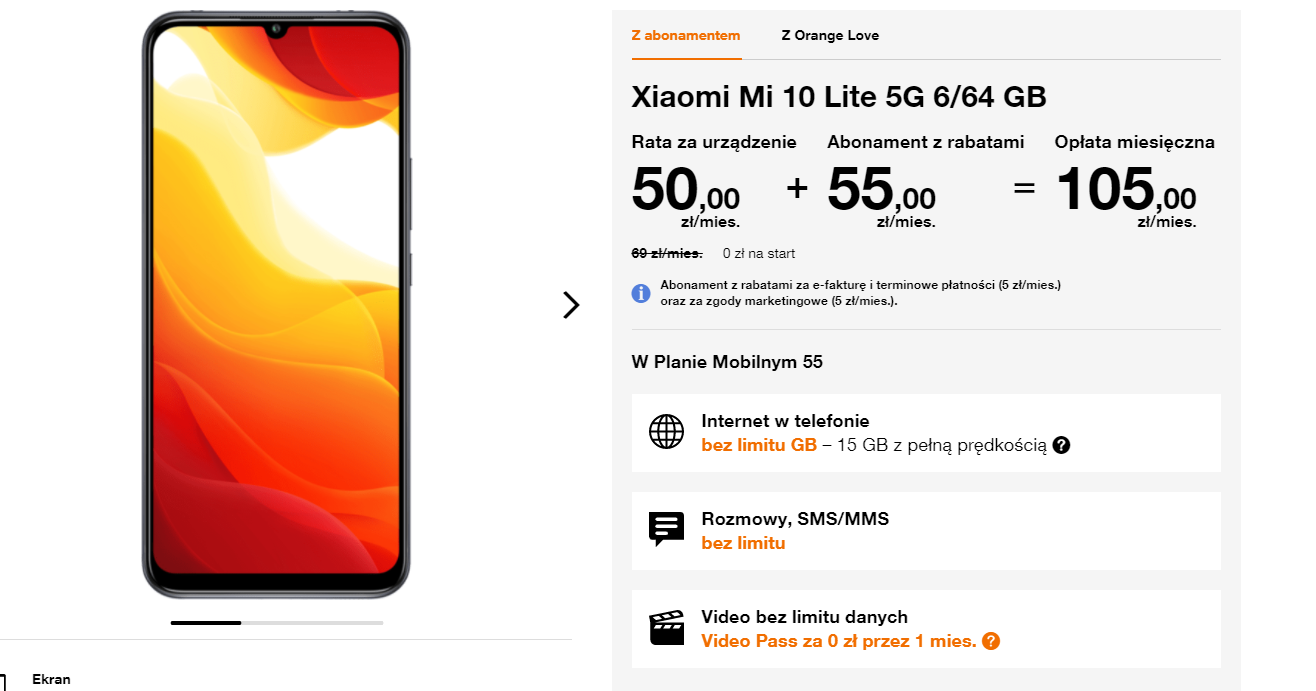 Z abonamentem
Z Orange Love
Xiaomi Mi 10 Lite 5G 6/64 GB
Rata za urządzenie Abonament z rabatami Opłata miesięczna
50,00 + 55,00 = 105,00
zł/mies. zł/mies. zł/mies.
69 zł/mies. 0 zł na start
Abonament z rabatami za e-fakturę i terminowe płatności (5 zł/mies.)
oraz za zgody marketingowe (5 zł/mies.).
W Planie Mobilnym 55
Internet w telefonie
bez limitu GB – 15 GB z pełną prędkością ?
Rozmowy, SMS/MMS
bez limitu
Video bez limitu danych
Video Pass za 0 zł przez 1 mies. ?
Ekran